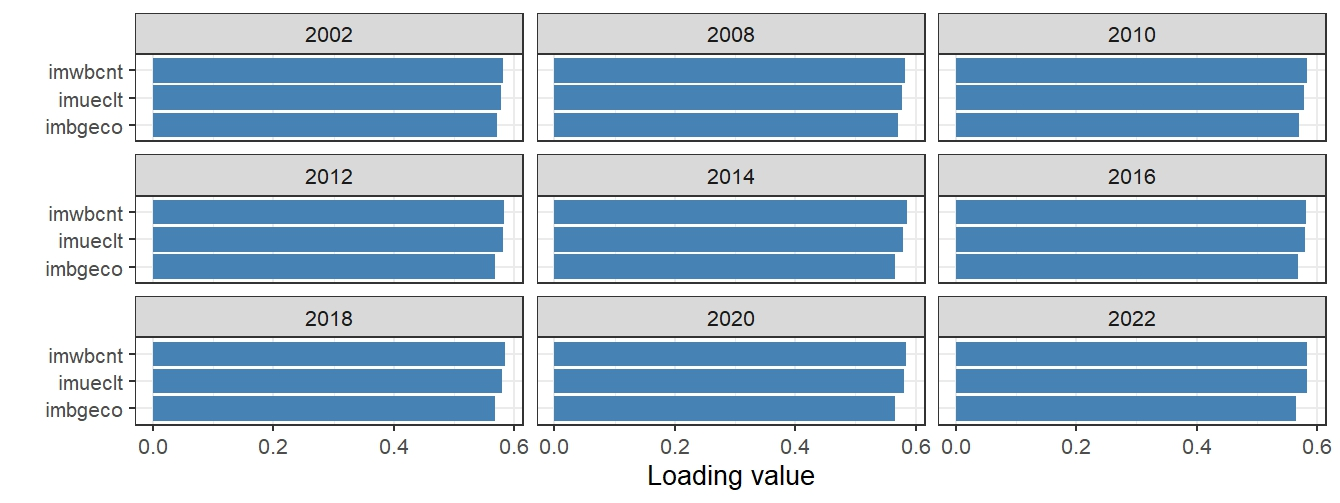 2002 2008 2010
imwbcnt
imueclt
imbgeco
2012 2014 2016
imwbcnt
imueclt
imbgeco
2018 2020 2022
imwbcnt
imueclt
imbgeco
0.0 0.2 0.4 0.6 0.0 0.2 0.4 0.6 0.0 0.2 0.4 0.6
Loading value